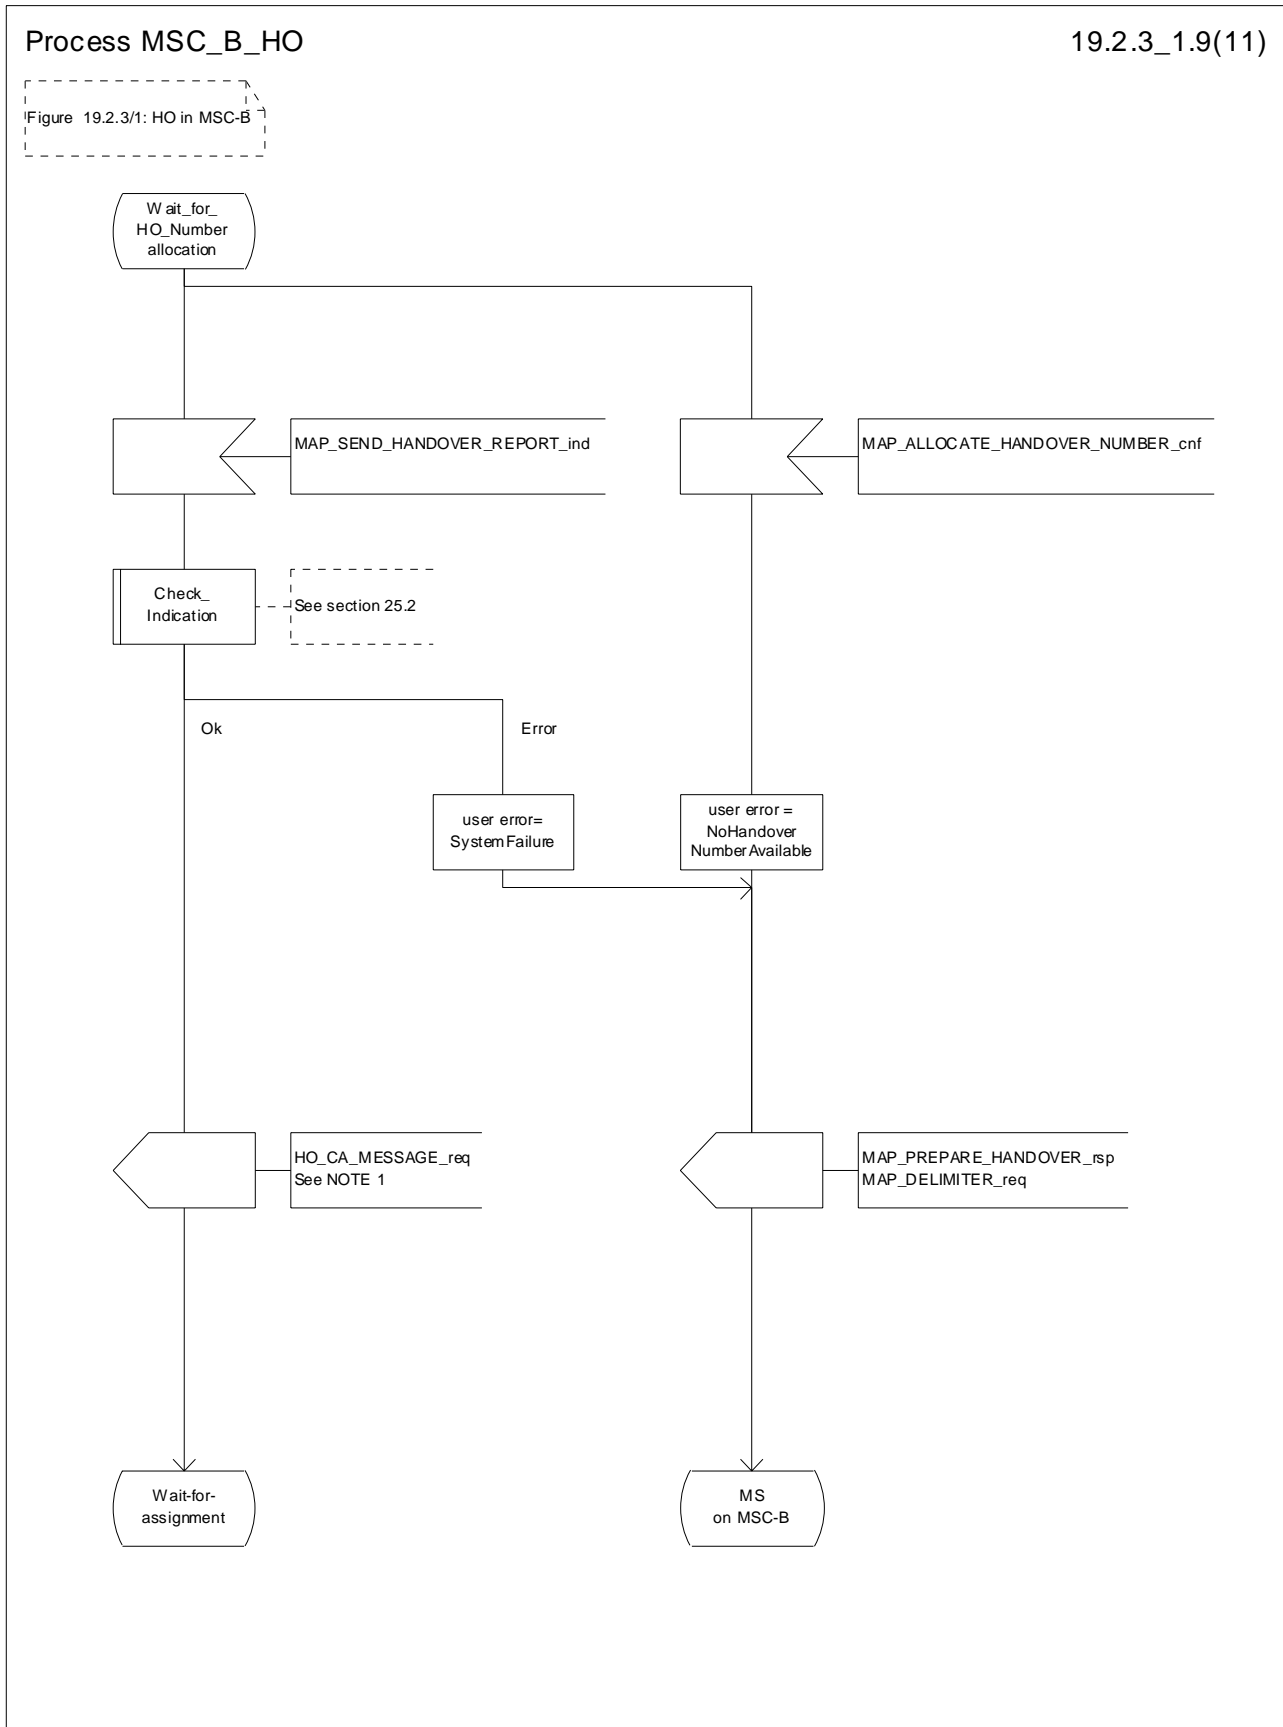 Process MSC_B_HO
19.2.3_1.9(11)
Figure 19.2.3/1: HO in MSC-B
Wait_for_
HO_Number
allocation
MAP_SEND_HANDOVER_REPORT_ind
MAP_ALLOCATE_HANDOVER_NUMBER_cnf
Check_
Indication
See section 25.2
Ok
Error
user error=
SystemFailure
user error =
NoHandover
NumberAvailable
HO_CA_MESSAGE_req
See NOTE 1
MAP_PREPARE_HANDOVER_rsp
MAP_DELIMITER_req
Wait-for-
assignment
MS
on MSC-B